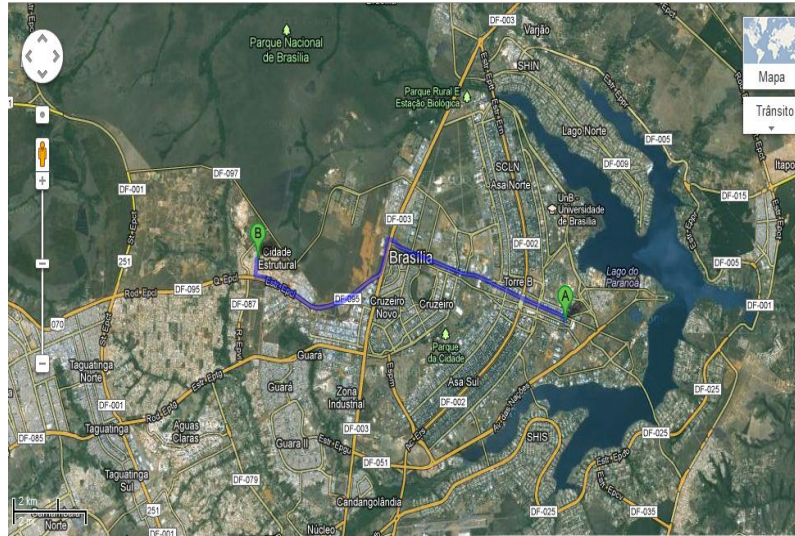 DF-003
Varjão
Parque Nacional
de Brasília
SHIN
Mapa
Parque Rural E
Estação Biológica
Trânsito
Lago Norte
DF-005
DF-001
DF-097
SCLN
Asa Norte
DF-009
Itapo
DF-015
251
B
DF-003
UnB -
Universidade
de Brasília
Cidade
Estrutural
Brasília
DF-002
DF-005
Lago do
Paranoá
DF-095
Torre B
A
DF-001
DF-087
DF-095
Cruzeiro
Novo
Cruzeiro
070
Parque
da Cidade
Guará
Taguatinga
Norte
Asa Sul
DF-025
Zona
Industrial
Guará
DF-002
Av. das Nações
DF-001
DF-085
Taguatinga
Águas
Claras
Guará II
DF-003
SHIS
DF-025
DF-025
DF-051
Taguatinga
Sul
DF-079
Candangolândia
2 km
251
DF-001
DF-035
Norte
Núcleo